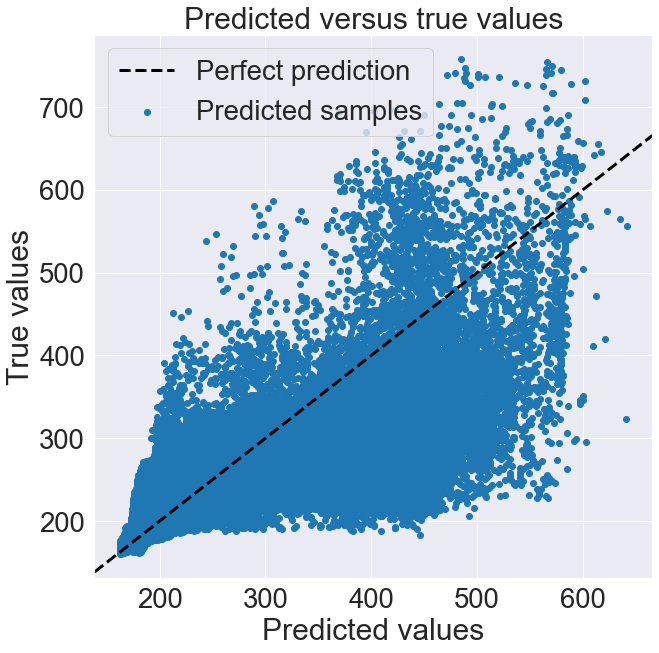 Predicted versus true values
Perfect prediction
Predicted samples
700
600
500
400
300
200
True values
200 300 400 500 600
Predicted values